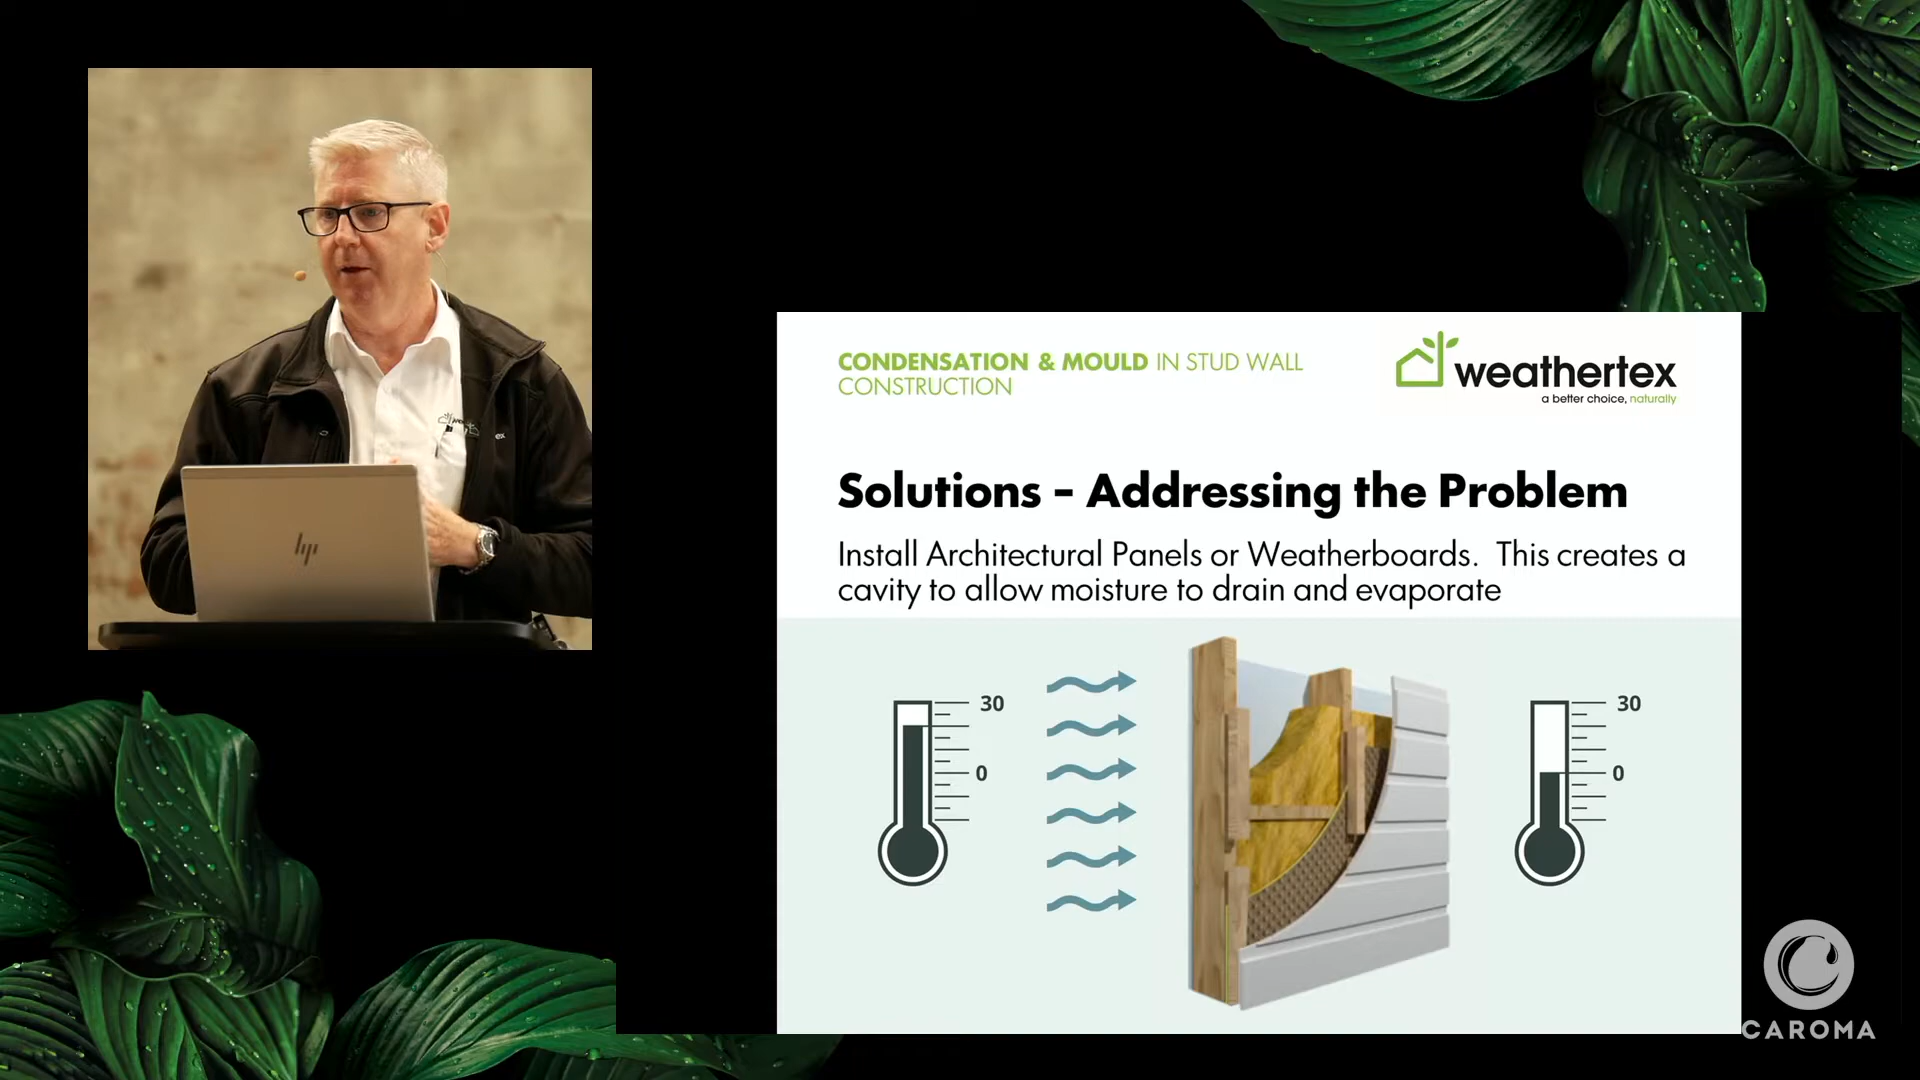 CONDENSATION & MOULD IN STUD WALL
CONSTRUCTION
weathertex
a better choice, naturally
Solutions – Addressing the Problem
Install Architectural Panels or Weatherboards. This creates a
cavity to allow moisture to drain and evaporate
30
0
30
0
hp
CAROMA